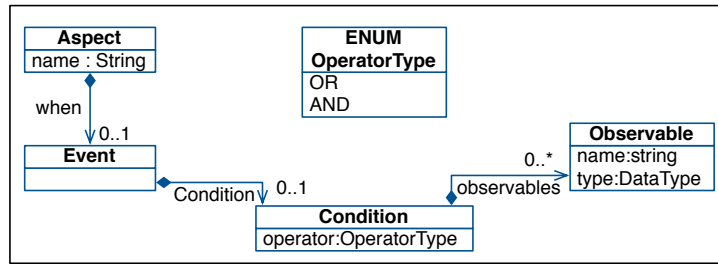 Aspect
name : String
ENUM
OperatorType
OR
AND
when
0..1
Event
Condition
0..1
Condition
operator:OperatorType
observables
0..*
Observable
name:string
type:DataType